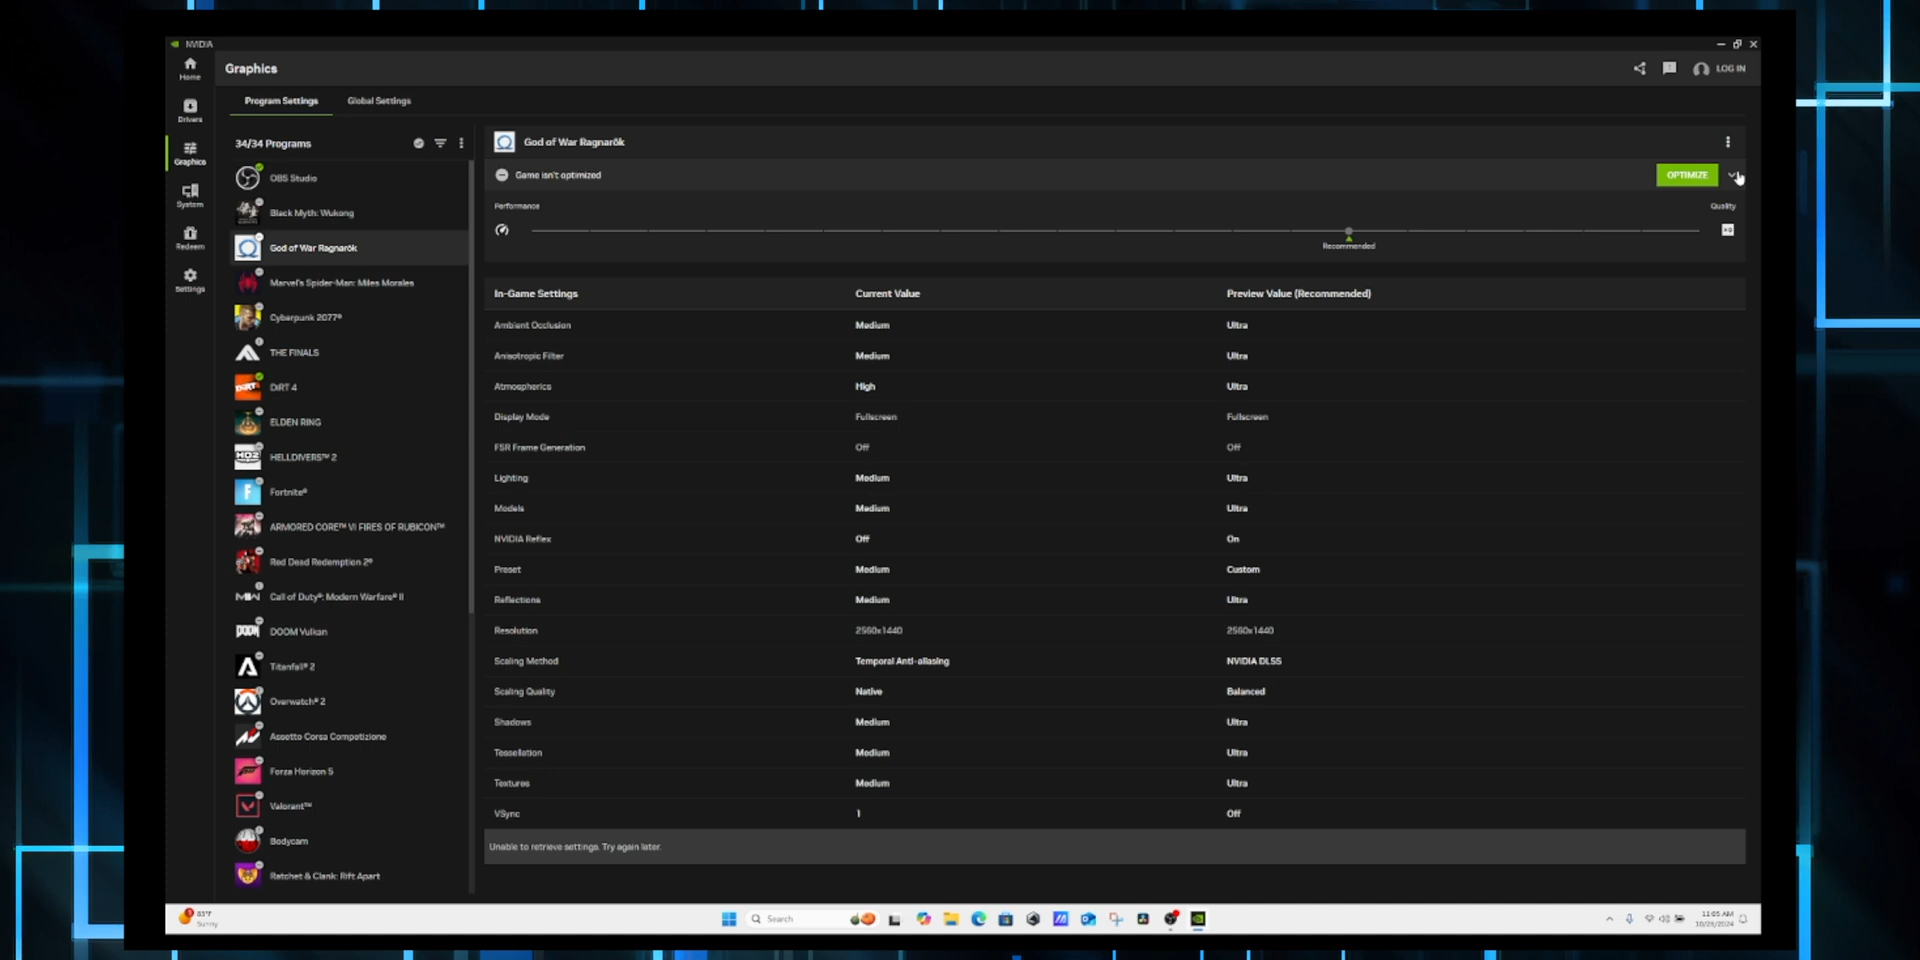 NVIDIA
Home
Drivers
Graphics
System
Redeem
Settings
Graphics
LOG IN
Program Settings
Global Settings
34/34 Programs
OBS Studio
Black Myth: Wukong
God of War Ragnarök
Marvel's Spider-Man: Miles Morales
Cyberpunk 2077®
THE FINALS
DiRT 4
ELDEN RING
HELLDIVERS™ 2
Fortnite®
ARMORED CORE™ VI FIRES OF RUBICON™
Red Dead Redemption 2®
Call of Duty®: Modern Warfare® II
DOOM Vulkan
Titanfall® 2
Overwatch® 2
Assetto Corsa Competizione
Forza Horizon 5
Valorant™
Bodycam
Ratchet & Clank: Rift Apart
God of War Ragnarök
Game isn't optimized
OPTIMIZE
Performance
Quality
Recommended
In-Game Settings Current Value Preview Value (Recommended)
Ambient Occlusion Medium Ultra
Anisotropic Filter Medium Ultra
Atmospherics High Ultra
Display Mode Fullscreen Fullscreen
FSR Frame Generation Off Off
Lighting Medium Ultra
Models Medium Ultra
NVIDIA Reflex Off On
Preset Medium Custom
Reflections Medium Ultra
Resolution 2560x1440 2560x1440
Scaling Method Temporal Anti-aliasing NVIDIA DLSS
Scaling Quality Native Balanced
Shadows Medium Ultra
Tessellation Medium Ultra
Textures Medium Ultra
VSync 1 Off
Unable to retrieve settings. Try again later.
83°F
Sunny
Search
11:05 AM